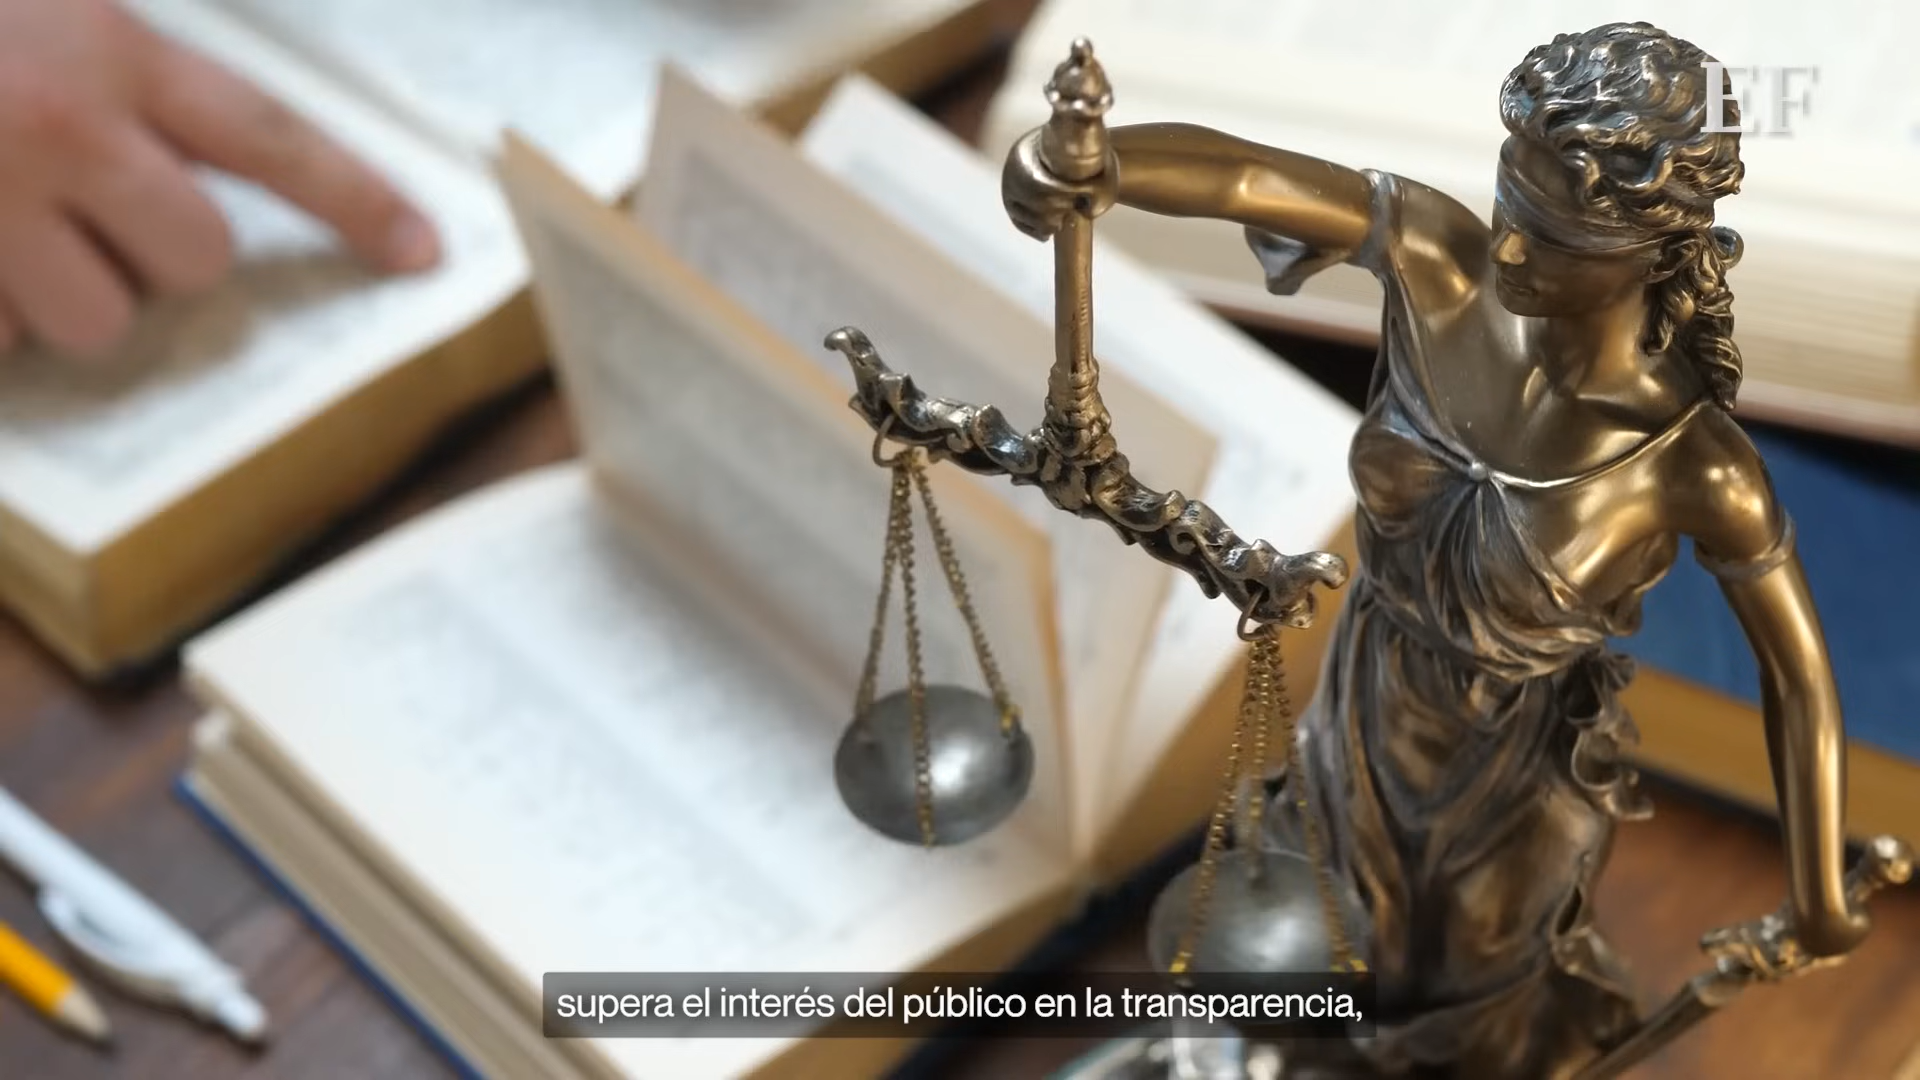 EF
supera el interés del público en la transparencia,